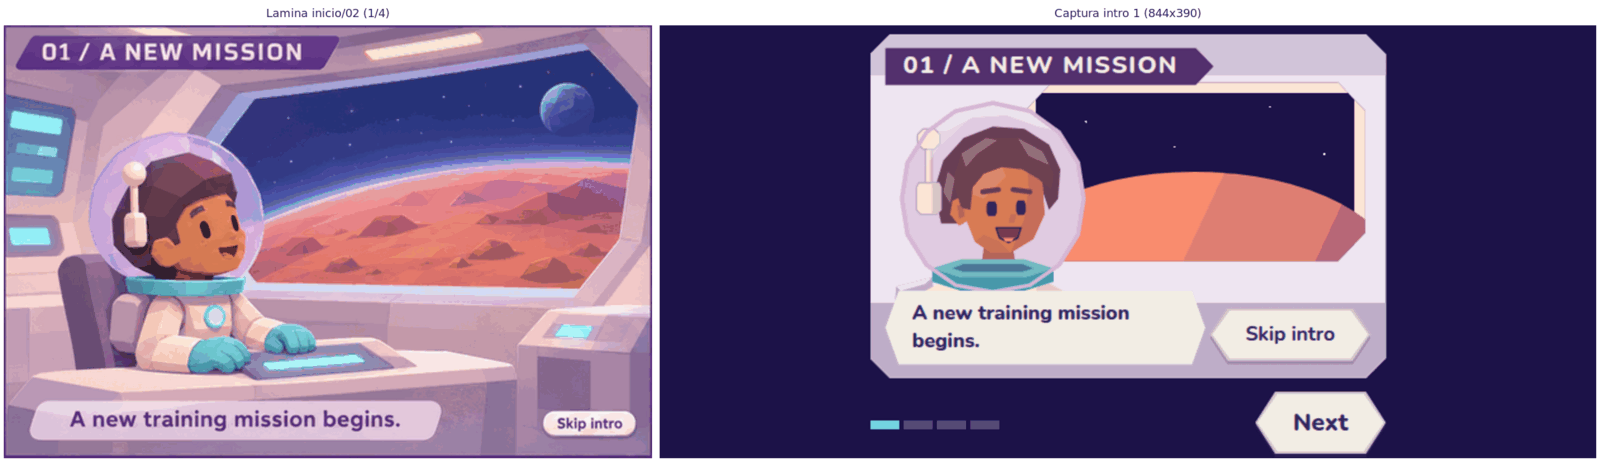 Lamina inicio/02 (1/4)
01 / A NEW MISSION
A new training mission begins.
Skip intro
Captura intro 1 (844x390)
01 / A NEW MISSION
A new training mission
begins.
Skip intro
Next